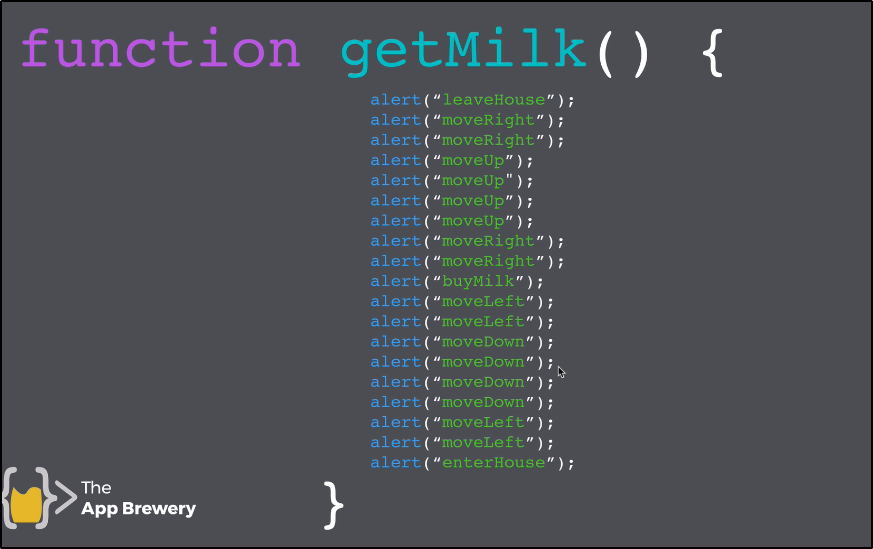 function getMilk() {
alert(“leaveHouse”);
alert(“moveRight”);
alert(“moveRight”);
alert(“moveUp”);
alert(“moveUp");
alert(“moveUp”);
alert(“moveUp”);
alert(“moveRight”);
alert(“moveRight”);
alert(“buyMilk”);
alert(“moveLeft”);
alert(“moveLeft”);
alert(“moveDown”);
alert(“moveDown”);
alert(“moveDown”);
alert(“moveDown”);
alert(“moveLeft”);
alert(“moveLeft”);
alert(“enterHouse”);
}
The
App Brewery